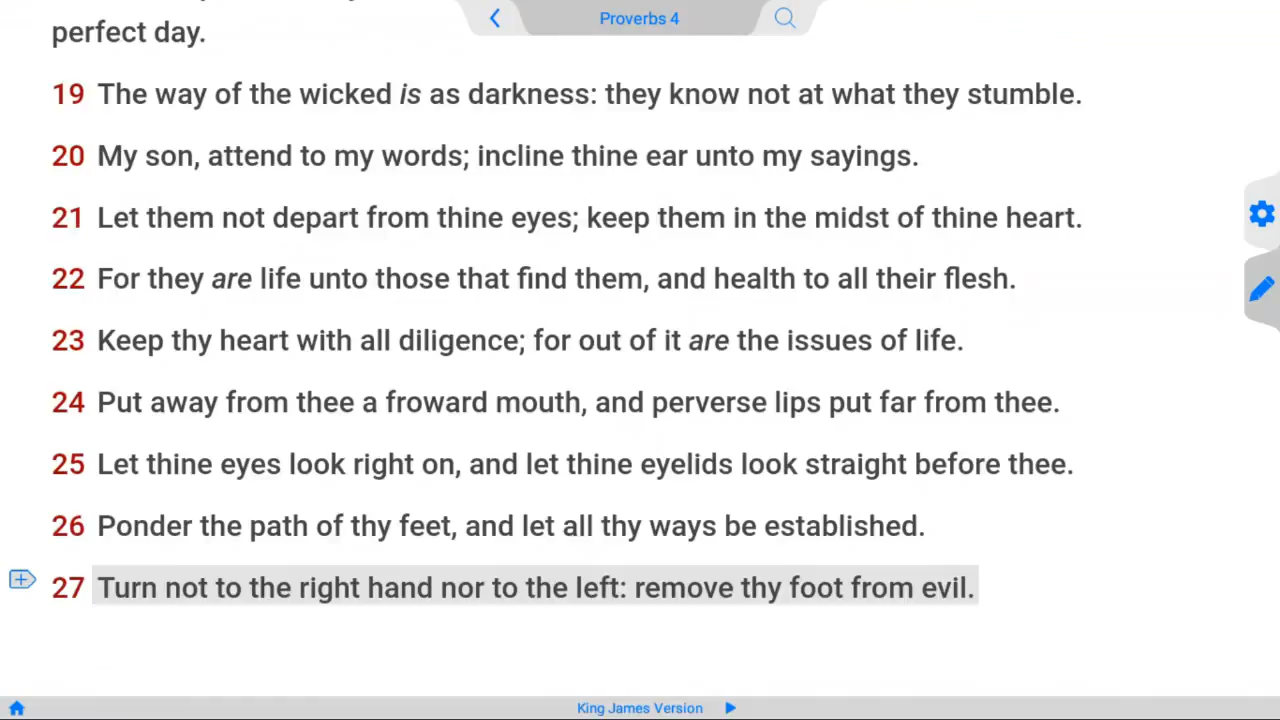 Proverbs 4
perfect day.
19 The way of the wicked is as darkness: they know not at what they stumble.
20 My son, attend to my words; incline thine ear unto my sayings.
21 Let them not depart from thine eyes; keep them in the midst of thine heart.
22 For they are life unto those that find them, and health to all their flesh.
23 Keep thy heart with all diligence; for out of it are the issues of life.
24 Put away from thee a froward mouth, and perverse lips put far from thee.
25 Let thine eyes look right on, and let thine eyelids look straight before thee.
26 Ponder the path of thy feet, and let all thy ways be established.
27 Turn not to the right hand nor to the left: remove thy foot from evil.
King James Version